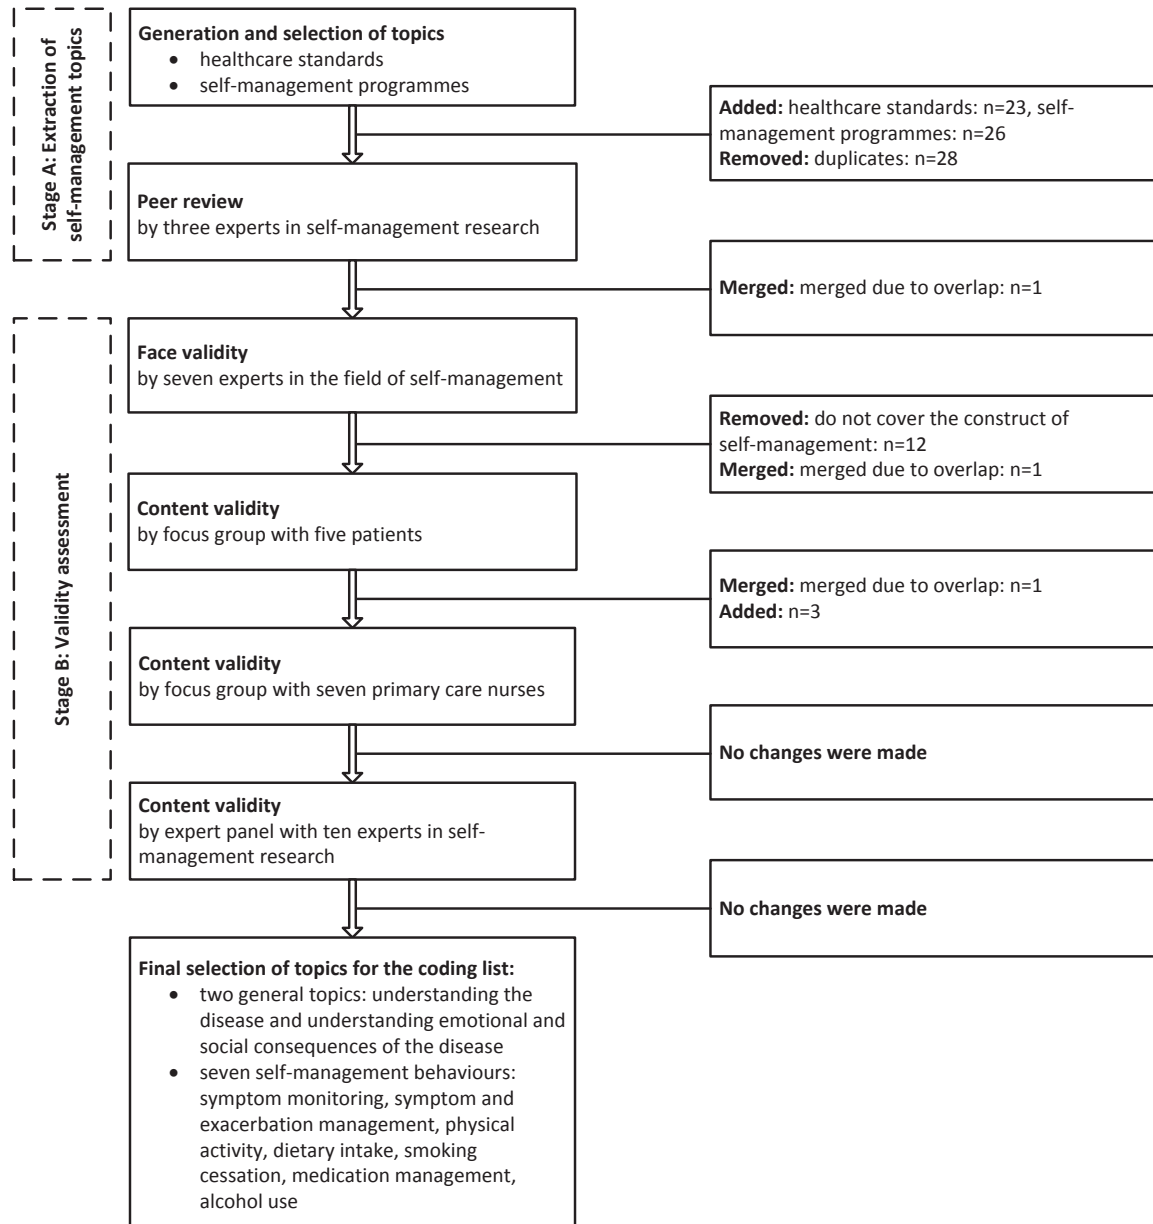 Stage A: Extraction of
self-management topics
Generation and selection of topics
• healthcare standards
• self-management programmes
Added: healthcare standards: n=23, self-
management programmes: n=26
Removed: duplicates: n=28
Peer review
by three experts in self-management research
Merged: merged due to overlap: n=1
Stage B: Validity assessment
Face validity
by seven experts in the field of self-management
Removed: do not cover the construct of
self-management: n=12
Merged: merged due to overlap: n=1
Content validity
by focus group with five patients
Merged: merged due to overlap: n=1
Added: n=3
Content validity
by focus group with seven primary care nurses
No changes were made
Content validity
by expert panel with ten experts in self-
management research
No changes were made
Final selection of topics for the coding list:
• two general topics: understanding the
disease and understanding emotional and
social consequences of the disease
• seven self-management behaviours:
symptom monitoring, symptom and
exacerbation management, physical
activity, dietary intake, smoking
cessation, medication management,
alcohol use